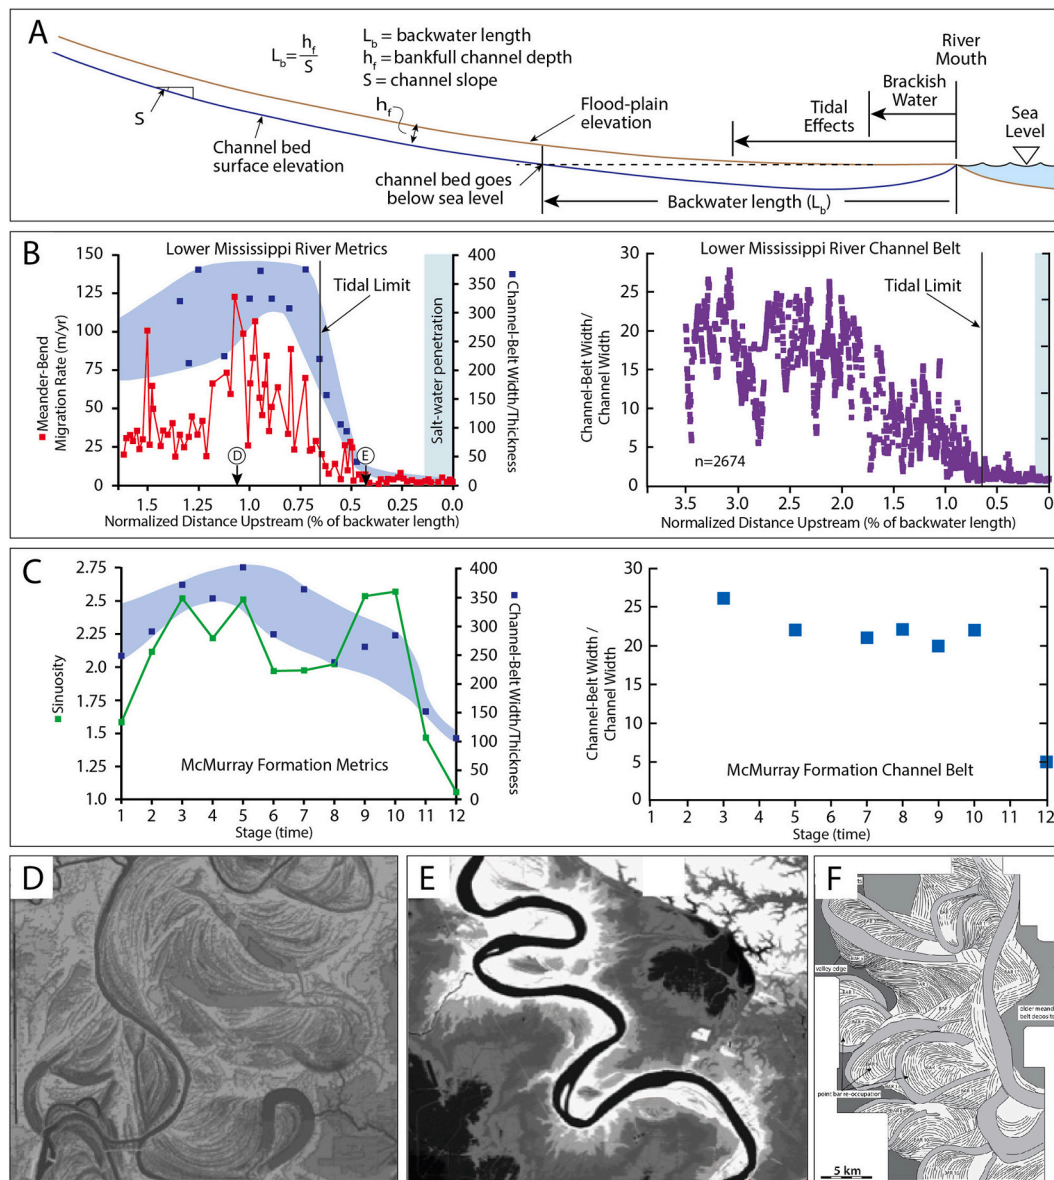 A
L_b = h_f / S
L_b = backwater length
h_f = bankfull channel depth
S = channel slope
River
Mouth
Brackish
Water
Tidal
Effects
Sea
Level
S
h_f
Flood-plain
elevation
Channel bed
surface elevation
channel bed goes
below sea level
Backwater length (L_b)
B
Lower Mississippi River Metrics
Tidal Limit
150
125
100
75
50
25
0
Meander-Bend
Migration Rate (m/yr)
400
350
300
250
200
150
100
50
0
Channel-Belt Width/Thickness
Salt-water penetration
D
E
1.5
1.25
1.0
0.75
0.5
0.25
0.0
Normalized Distance Upstream (% of backwater length)
Lower Mississippi River Channel Belt
Tidal Limit
30
25
20
15
10
5
0
Channel-Belt Width/
Channel Width
n=2674
3.5
3.0
2.5
2.0
1.5
1.0
0.5
0
Normalized Distance Upstream (% of backwater length)
C
2.75
2.5
2.25
2.0
1.75
1.5
1.25
1.0
Sinuosity
400
350
300
250
200
150
100
50
0
Channel-Belt Width/Thickness
McMurray Formation Metrics
1 2 3 4 5 6 7 8 9 10 11 12
Stage (time)
30
25
20
15
10
5
0
Channel-Belt Width /
Channel Width
McMurray Formation Channel Belt
1 2 3 5 6 7 8 9 10 11 12
Stage (time)
D
E
F
valley edge
older meander
belt deposits
point bar re-occupation
5 km